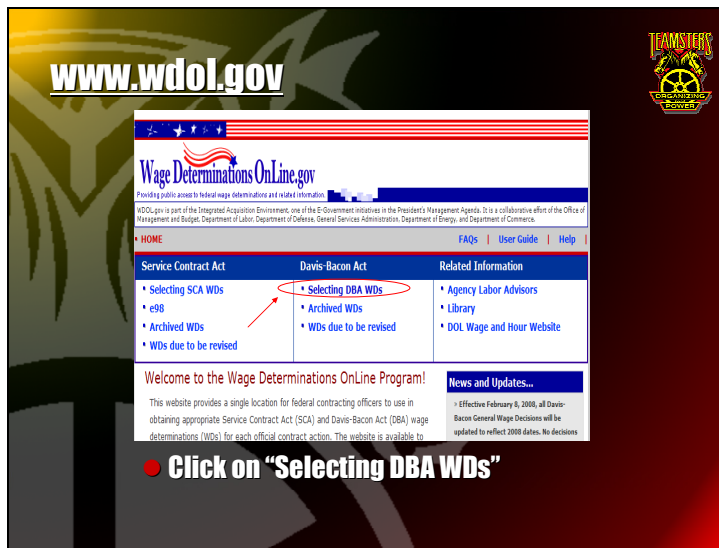 www.wdol.gov
TEAMSTERS
ORGANIZING
POWER
Wage Determinations OnLine.gov
Providing public access to federal wage determinations and related information.
WDOL.gov is part of the Integrated Acquisition Environment, one of the E-Government initiatives in the President's Management Agenda. It is a collaborative effort of the Office of
Management and Budget, Department of Labor, Department of Defense, General Services Administration, Department of Energy, and Department of Commerce.
HOME FAQs | User Guide | Help |
Service Contract Act Davis-Bacon Act Related Information
Selecting SCA WDs Selecting DBA WDs Agency Labor Advisors
e98 Archived WDs Library
Archived WDs WDs due to be revised DOL Wage and Hour Website
WDs due to be revised
Welcome to the Wage Determinations OnLine Program!
This website provides a single location for federal contracting officers to use in
obtaining appropriate Service Contract Act (SCA) and Davis-Bacon Act (DBA) wage
determinations (WDs) for each official contract action. The website is available to
News and Updates...
» Effective February 8, 2008, all Davis-
Bacon General Wage Decisions will be
updated to reflect 2008 dates. No decisions
Click on “Selecting DBA WDs”